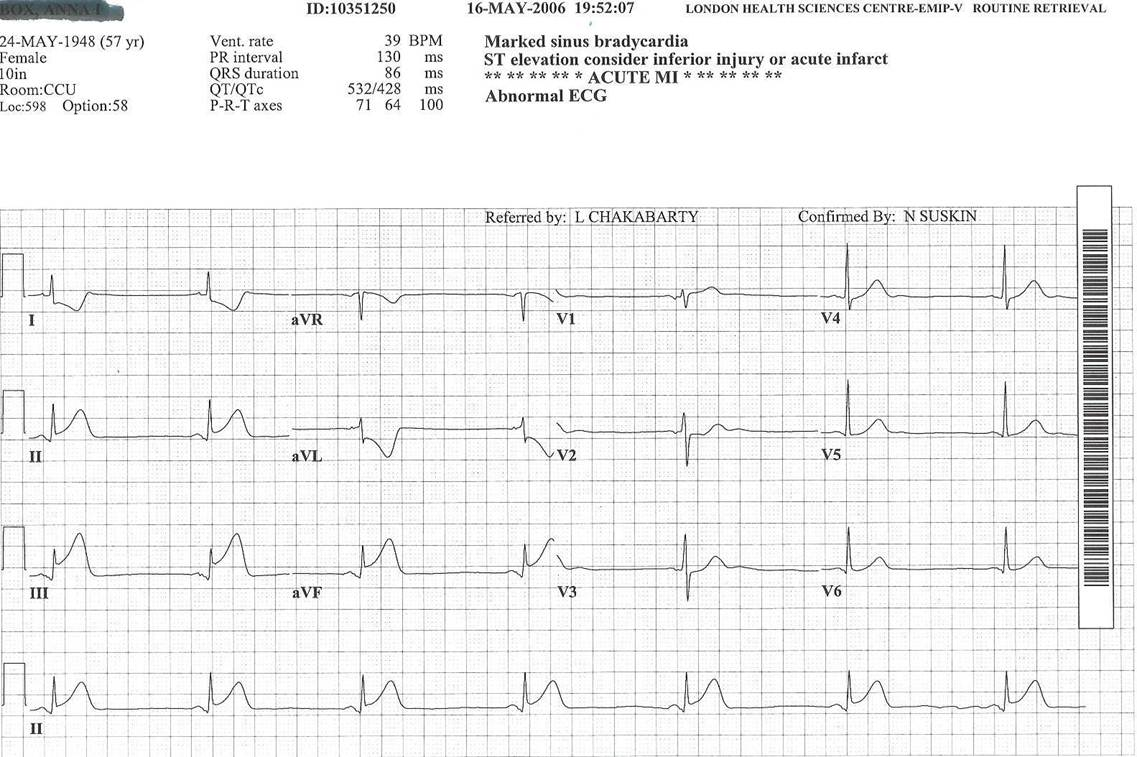 ID:10351250 16-MAY-2006 19:52:07 LONDON HEALTH SCIENCES CENTRE-EMIP-V ROUTINE RETRIEVAL
24-MAY-1948 (57 yr) Vent. rate 39 BPM Marked sinus bradycardia
Female PR interval 130 ms ST elevation consider inferior injury or acute infarct
10in QRS duration 86 ms ** ** ** ** * ACUTE MI * ** ** ** **
Room:CCU QT/QTc 532/428 ms Abnormal ECG
Loc:598 Option:58 P-R-T axes 71 64 100
Referred by: L CHAKABARTY Confirmed By: N SUSKIN
I aVR V1 V4
II aVL V2 V5
III aVF V3 V6
II